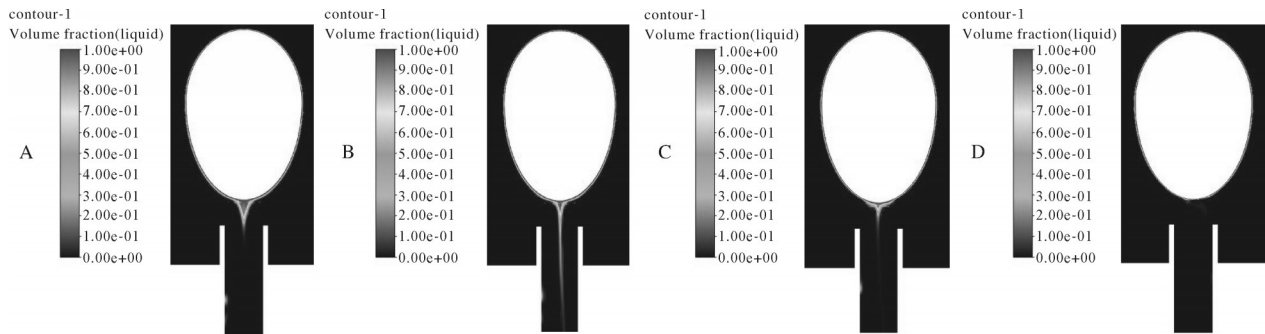 contour-1
Volume fraction(liquid)
1.00e+00
9.00e-01
8.00e-01
7.00e-01
6.00e-01
5.00e-01
4.00e-01
3.00e-01
2.00e-01
1.00e-01
0.00e+00
A
contour-1
Volume fraction(liquid)
1.00e+00
9.00e-01
8.00e-01
7.00e-01
6.00e-01
5.00e-01
4.00e-01
3.00e-01
2.00e-01
1.00e-01
0.00e+00
B
contour-1
Volume fraction(liquid)
1.00e+00
9.00e-01
8.00e-01
7.00e-01
6.00e-01
5.00e-01
4.00e-01
3.00e-01
2.00e-01
1.00e-01
0.00e+00
C
contour-1
Volume fraction(liquid)
1.00e+00
9.00e-01
8.00e-01
7.00e-01
6.00e-01
5.00e-01
4.00e-01
3.00e-01
2.00e-01
1.00e-01
0.00e+00
D